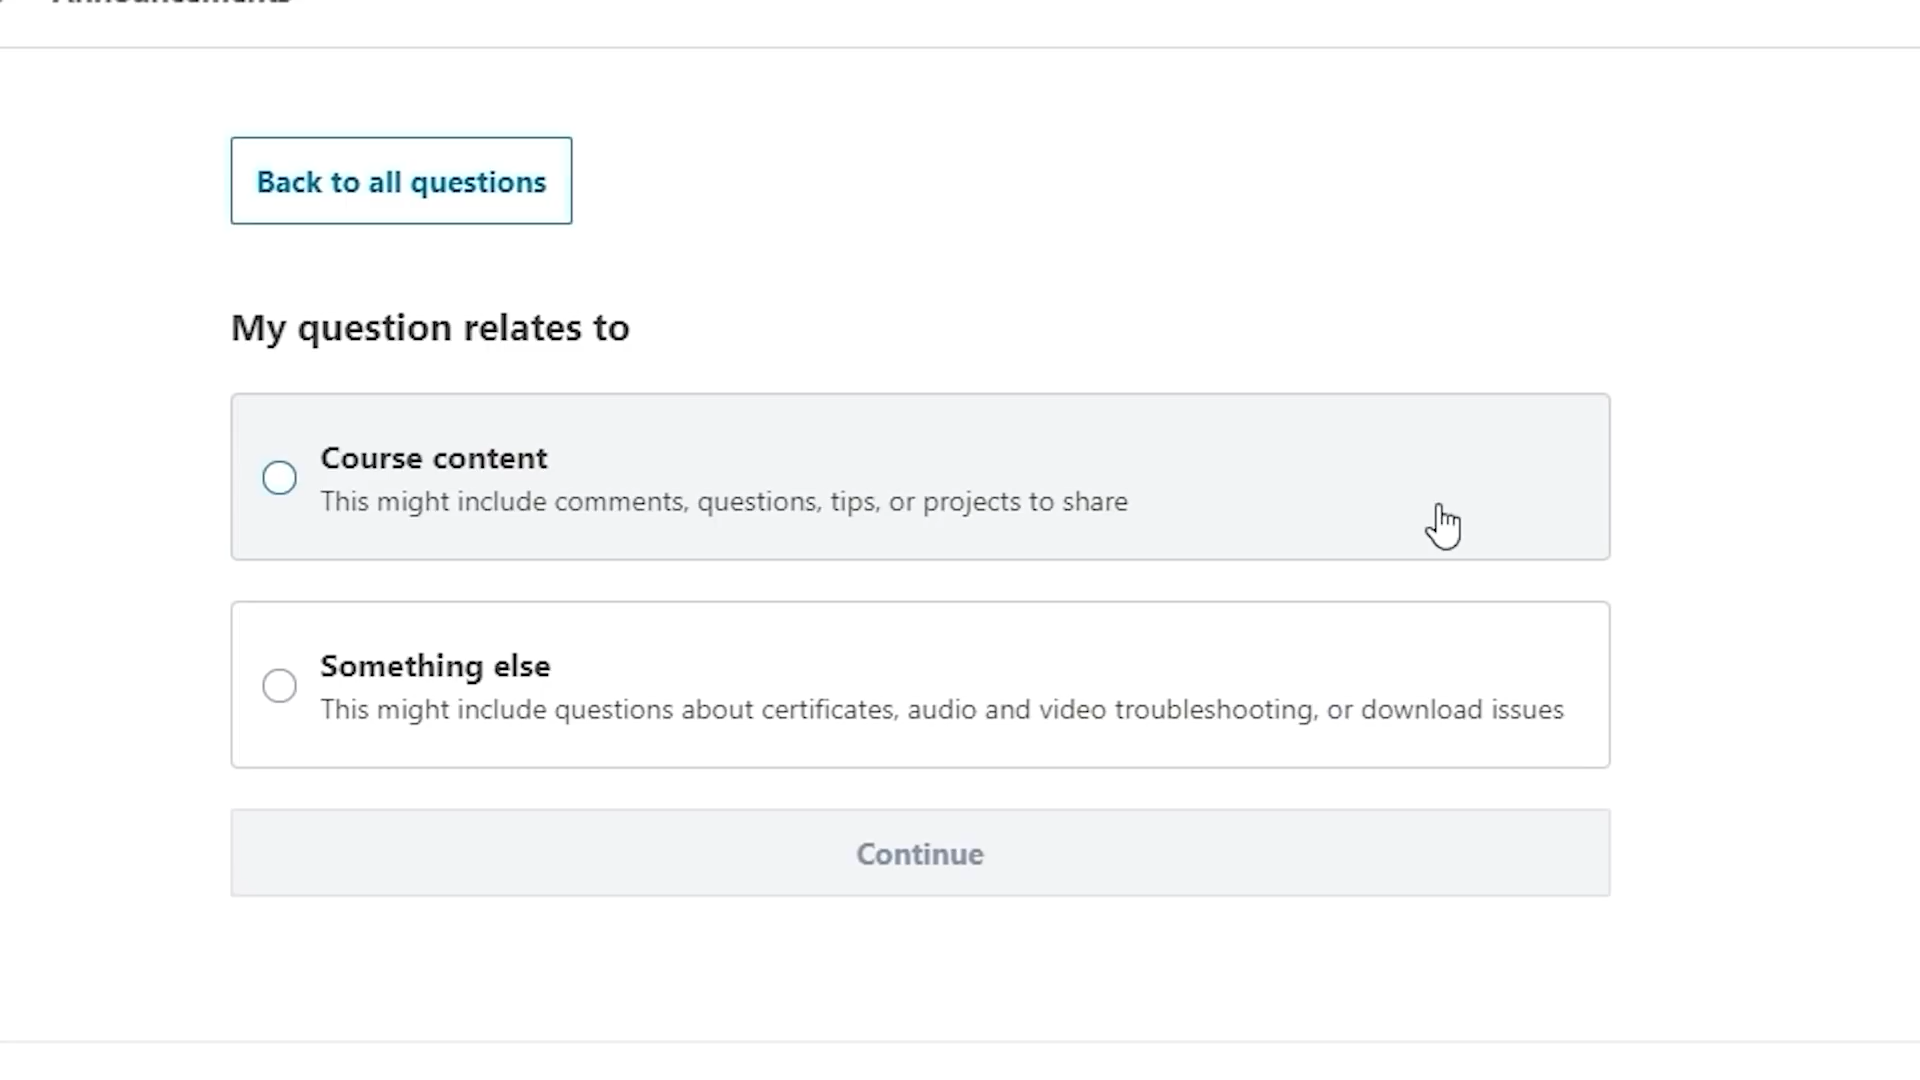 Back to all questions
My question relates to
Course content
This might include comments, questions, tips, or projects to share
Something else
This might include questions about certificates, audio and video troubleshooting, or download issues
Continue